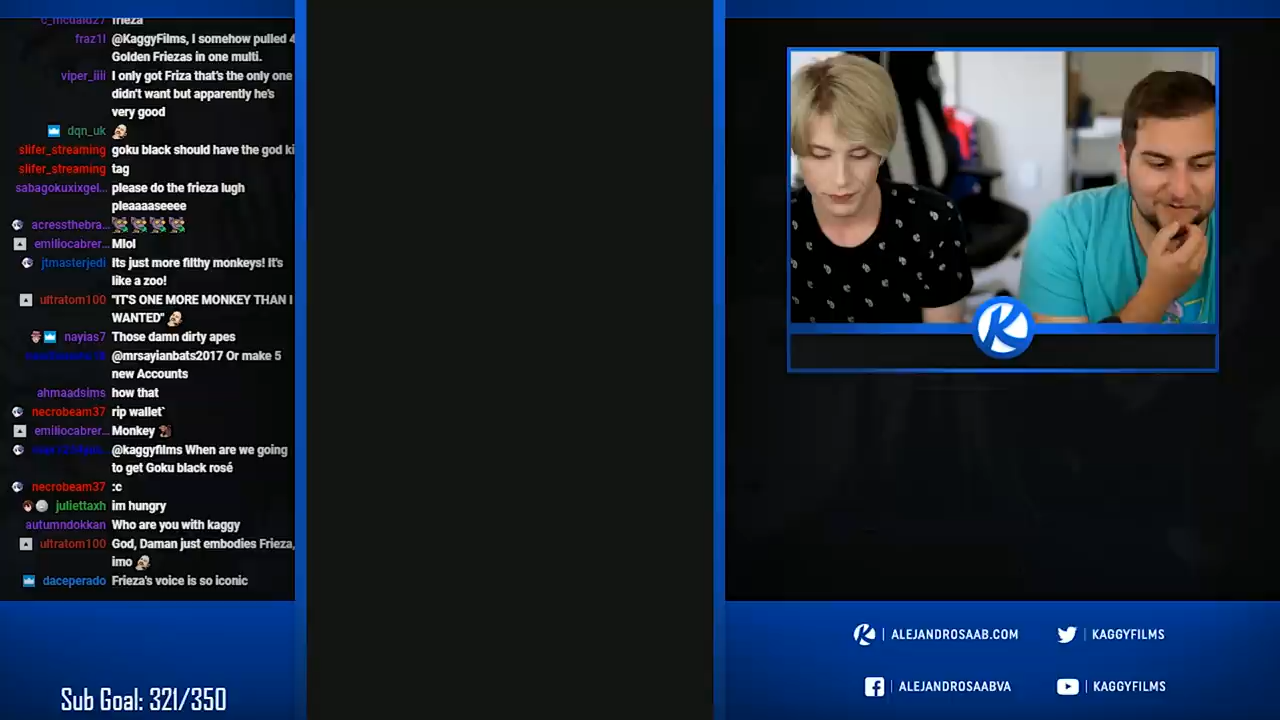 c_mcdald27 frieza
fraz1l @KaggyFilms, I somehow pulled 4
Golden Friezas in one multi.
viper_iiii I only got Friza that's the only one
didn't want but apparently he's
very good
dqn_uk
slifer_streaming goku black should have the god ki
slifer_streaming tag
sabagokuxixgel... please do the frieza lugh
pleaaaaseeee
acressthebra...
emiliocabrer... Mlol
jtmasterjedi Its just more filthy monkeys! It's
like a zoo!
ultratom100 "IT'S ONE MORE MONKEY THAN I
WANTED"
nayias7 Those damn dirty apes
@mrsayianbats2017 Or make 5
new Accounts
ahmaadsims how that
necrobeam37 rip wallet`
emiliocabrer... Monkey
@kaggyfilms When are we going
to get Goku black rosé
necrobeam37 :c
juliettaxh im hungry
autumndokkan Who are you with kaggy
ultratom100 God, Daman just embodies Frieza,
imo
daceperado Frieza's voice is so iconic
Sub Goal: 321/350
K | ALEJANDROSAAB.COM
KAGGYFILMS
ALEJANDROSAABVA
KAGGYFILMS